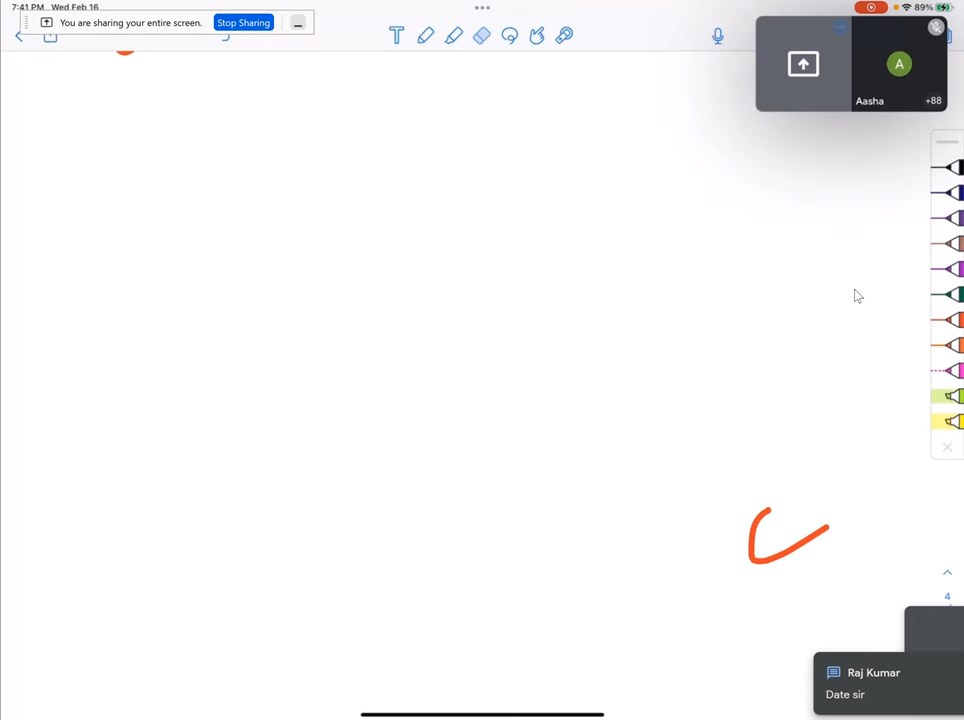 7:41 PM Wed Feb 16
89%
You are sharing your entire screen.
Stop Sharing
A
Aasha
+88
4
Raj Kumar
Date sir